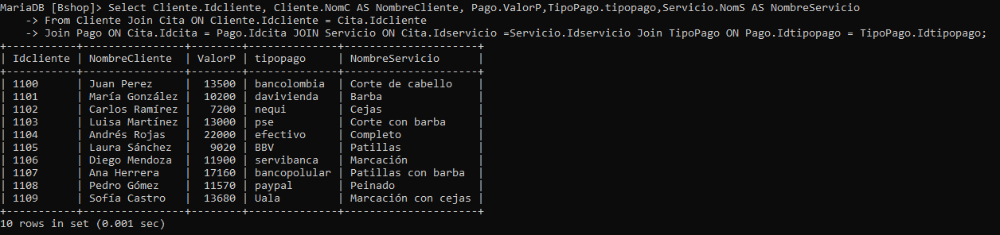 MariaDB [Bshop]> Select Cliente.Idcliente, Cliente.NomC AS NombreCliente, Pago.ValorP,TipoPago.tipopago,Servicio.NomS AS NombreServicio
    -> From Cliente Join Cita ON Cliente.Idcliente = Cita.Idcliente
    -> Join Pago ON Cita.Idcita = Pago.Idcita JOIN Servicio ON Cita.Idservicio =Servicio.Idservicio Join TipoPago ON Pago.Idtipopago = TipoPago.Idtipopago;
+-----------+----------------+--------+--------------+---------------------+
| Idcliente | NombreCliente  | ValorP | tipopago     | NombreServicio      |
+-----------+----------------+--------+--------------+---------------------+
| 1100      | Juan Perez     |  13500 | bancolombia  | Corte de cabello    |
| 1101      | María González |  10200 | davivienda   | Barba               |
| 1102      | Carlos Ramírez |   7200 | nequi        | Cejas               |
| 1103      | Luisa Martínez |  13000 | pse          | Corte con barba     |
| 1104      | Andrés Rojas   |  22000 | efectivo     | Completo            |
| 1105      | Laura Sánchez  |   9020 | BBV          | Patillas            |
| 1106      | Diego Mendoza  |  11900 | servibanca   | Marcación           |
| 1107      | Ana Herrera    |  17160 | bancopolular | Patillas con barba  |
| 1108      | Pedro Gómez    |  11570 | paypal       | Peinado             |
| 1109      | Sofía Castro   |  13680 | Uala         | Marcación con cejas |
+-----------+----------------+--------+--------------+---------------------+
10 rows in set (0.001 sec)